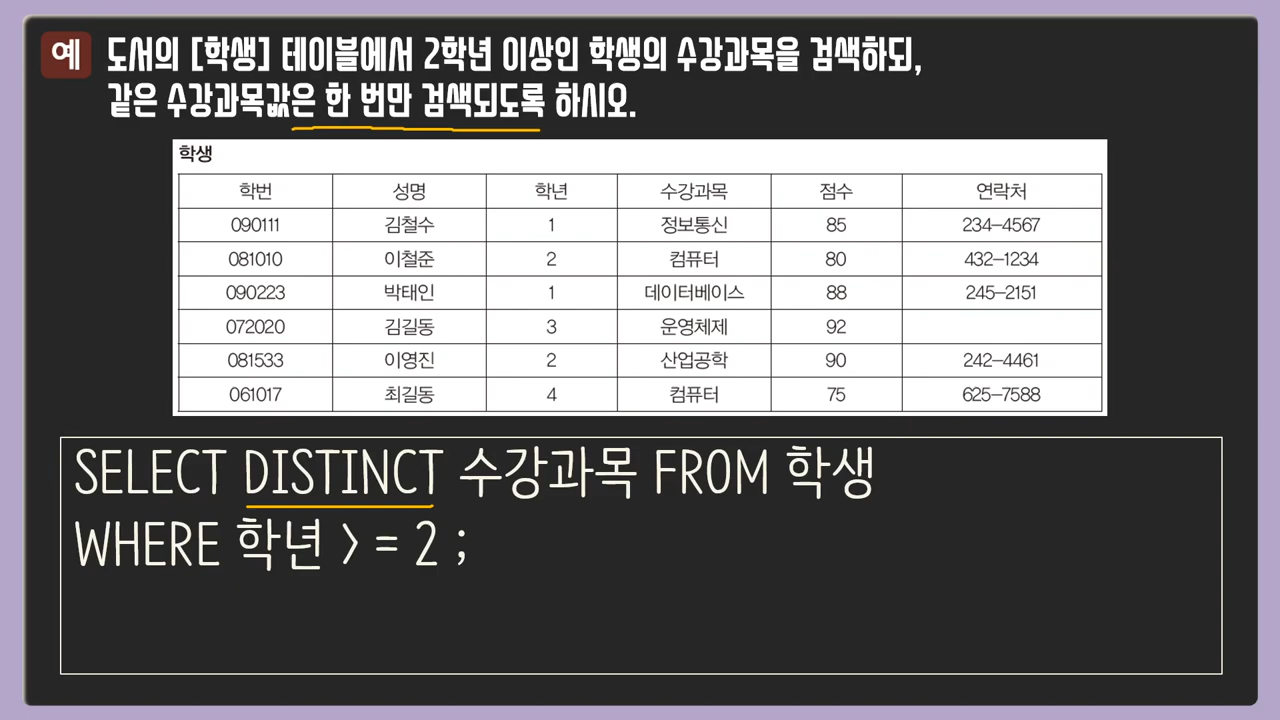 예 도서의 [학생] 테이블에서 2학년 이상인 학생의 수강과목을 검색하되,
같은 수강과목값은 한 번만 검색되도록 하시오.
학생
학번 성명 학년 수강과목 점수 연락처
090111 김철수 1 정보통신 85 234-4567
081010 이철준 2 컴퓨터 80 432-1234
090223 박태인 1 데이터베이스 88 245-2151
072020 김길동 3 운영체제 92
081533 이영진 2 산업공학 90 242-4461
061017 최길동 4 컴퓨터 75 625-7588
SELECT DISTINCT 수강과목 FROM 학생
WHERE 학년 > = 2 ;